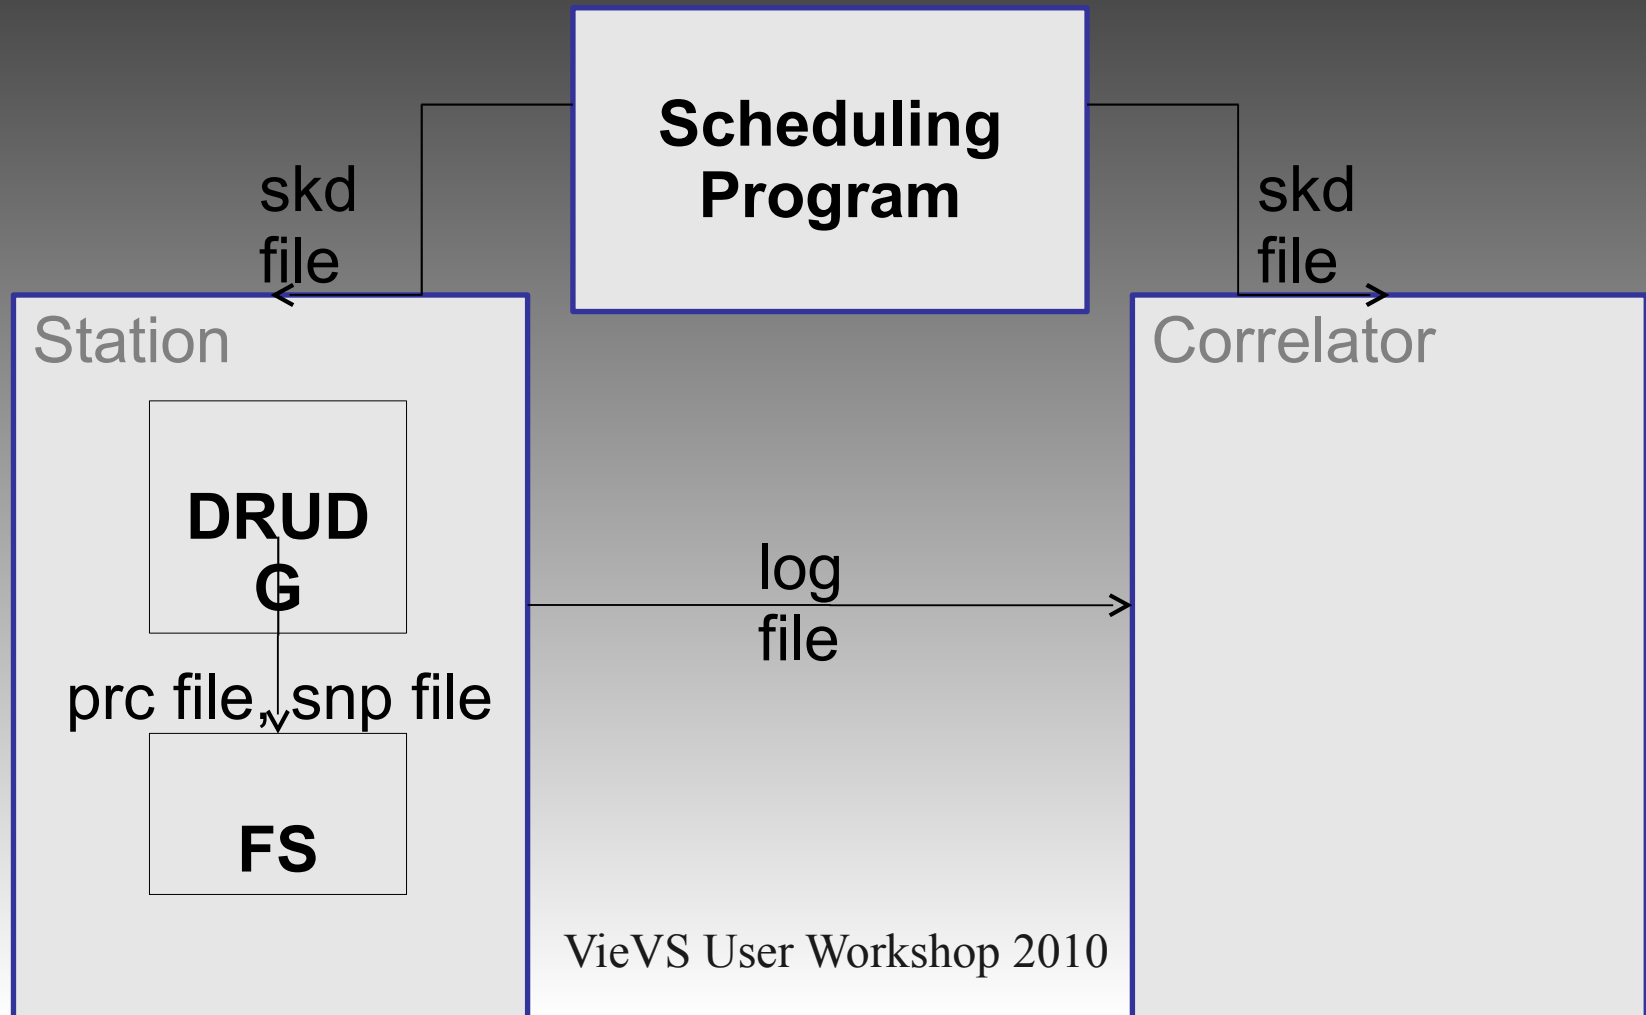 Scheduling
Program
skd
file
skd
file
Station
Correlator
DRUD
G
log
file
prc file, snp file
FS
VieVS User Workshop 2010